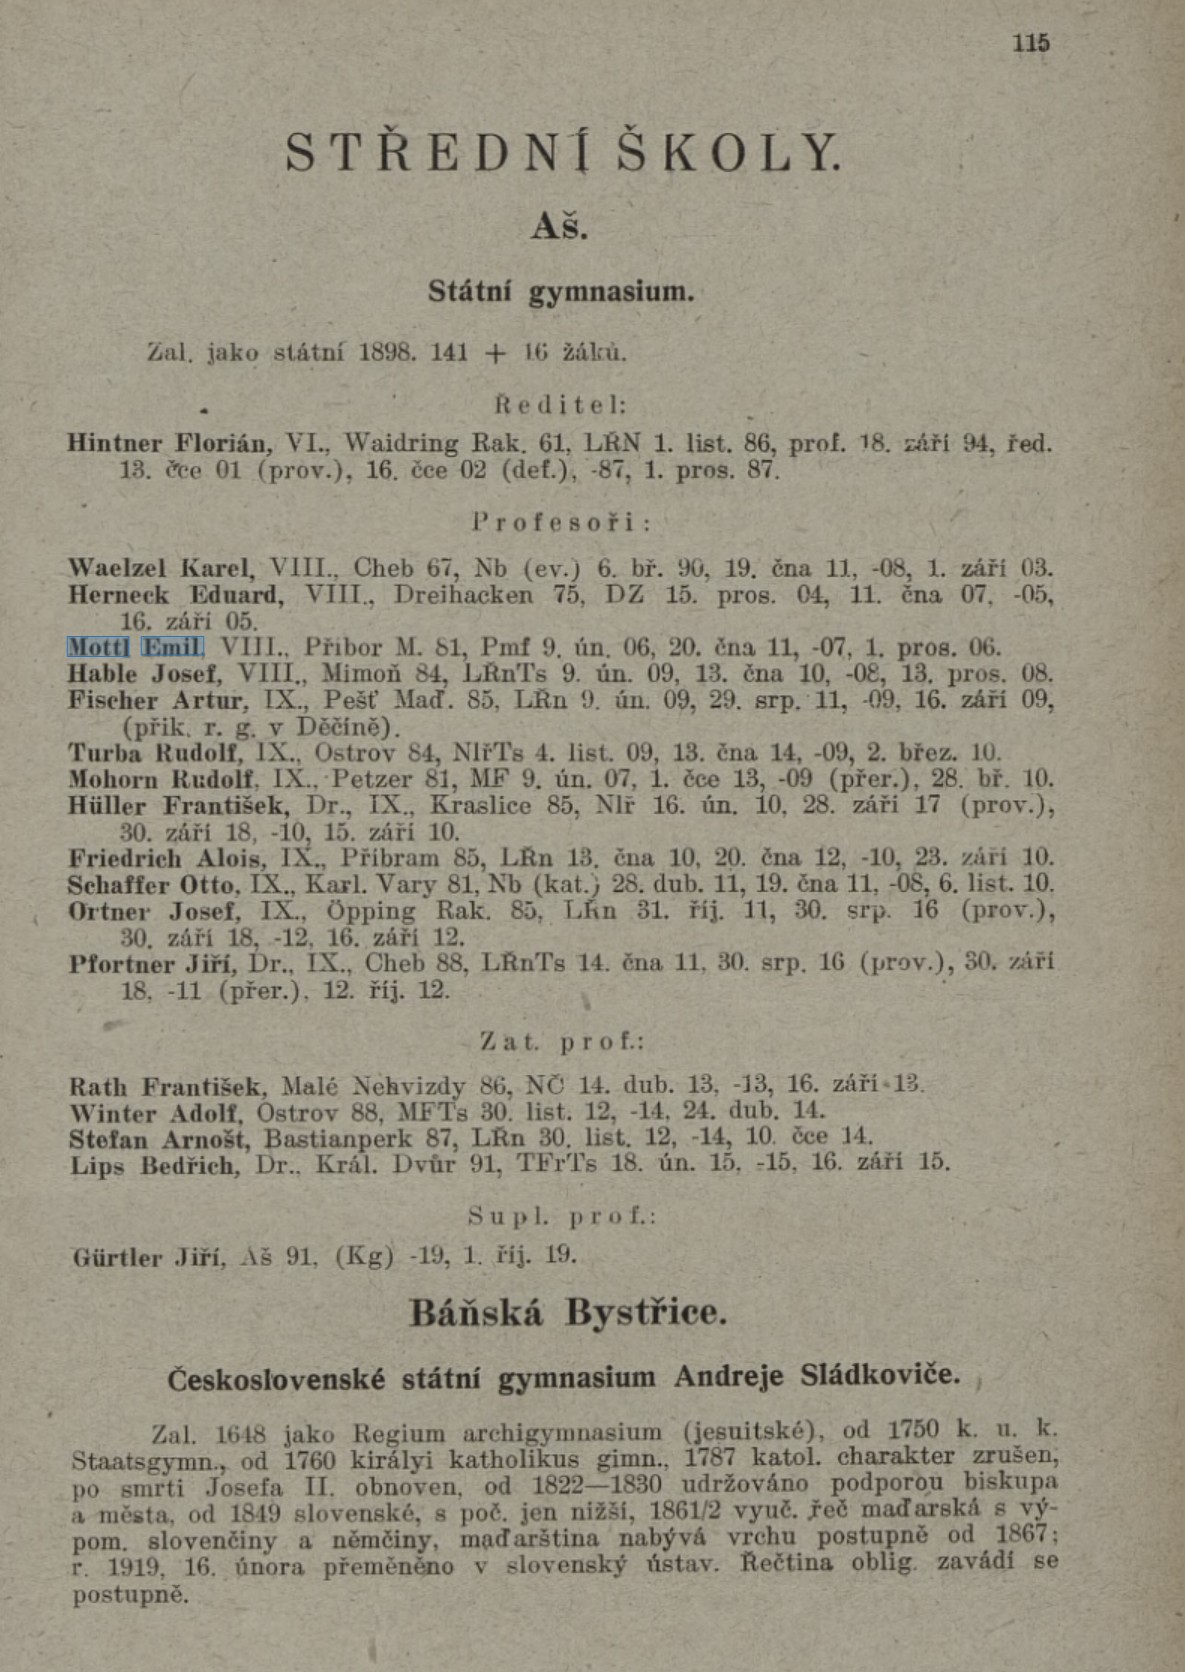 115
STŘEDNÍ ŠKOLY.
Aš.
Státní gymnasium.
Zal. jako státní 1898. 141 + 16 žáků.
Ředitel:
Hintner Florián, VI., Waidring Rak. 61, LŘN 1. list. 86, prof. 18. září 94, řed.
13. čce 01 (prov.), 16. čce 02 (def.), -87, 1. pros. 87.
Profesoři:
Waelzel Karel, VIII., Cheb 67, Nb (ev.) 6. bř. 90, 19. čna 11, -08, 1. září 03.
Herneck Eduard, VIII., Dreihacken 75, DZ 15. pros. 04, 11. čna 07, -05,
16. září 05.
Mottl Emil, VIII., Příbor M. 81, Pmf 9. ún. 06, 20. čna 11, -07, 1. pros. 06.
Hable Josef, VIII., Mimoň 84, LŘnTs 9. ún. 09, 13. čna 10, -08, 13. pros. 08.
Fischer Artur, IX., Pešť Maď. 85, LŘn 9. ún. 09, 29. srp. 11, -09, 16. září 09,
(přik. r. g. v Děčíně).
Turba Rudolf, IX., Ostrov 84, NlřTs 4. list. 09, 13. čna 14, -09, 2. břez. 10.
Mohorn Rudolf, IX., Petzer 81, MF 9. ún. 07, 1. čce 13, -09 (přer.), 28. bř. 10.
Hüller František, Dr., IX., Kraslice 85, Nlř 16. ún. 10, 28. září 17 (prov.),
30. září 18, -10, 15. září 10.
Friedrich Alois, IX., Příbram 85, LŘn 13. čna 10, 20. čna 12, -10, 23. září 10.
Schaffer Otto, IX., Karl. Vary 81, Nb (kat.) 28. dub. 11, 19. čna 11, -08, 6. list. 10.
Ortner Josef, IX., Öpping Rak. 85, LŘn 31. říj. 11, 30. srp. 16 (prov.),
30. září 18, -12, 16. září 12.
Pfortner Jiří, Dr., IX., Cheb 88, LŘnTs 14. čna 11, 30. srp. 16 (prov.), 30. září
18, -11 (přer.), 12. říj. 12.
Zat. prof.:
Rath František, Malé Nehvizdy 86, NČ 14. dub. 13, -13, 16. září 13.
Winter Adolf, Ostrov 88, MFTs 30. list. 12, -14, 24. dub. 14.
Stefan Arnošt, Bastianperk 87, LŘn 30. list. 12, -14, 10. čce 14.
Lips Bedřich, Dr., Král. Dvůr 91, TFrTs 18. ún. 15, -15, 16. září 15.
Supl. prof.:
Gürtler Jiří, Aš 91, (Kg) -19, 1. říj. 19.
Báňská Bystřice.
Československé státní gymnasium Andreje Sládkoviče.
Zal. 1648 jako Regium archigymnasium (jesuitské), od 1750 k. u. k.
Staatsgymn., od 1760 királyi katholikus gimn., 1787 katol. charakter zrušen,
po smrti Josefa II. obnoven, od 1822—1830 udržováno podporou biskupa
a města, od 1849 slovenské, s poč. jen nižší, 1861/2 vyuč. řeč maďarská s vý-
pom. slovenčiny a němčiny, maďarština nabývá vrchu postupně od 1867;
r. 1919, 16. února přeměněno v slovenský ústav. Řečtina oblig. zavádí se
postupně.